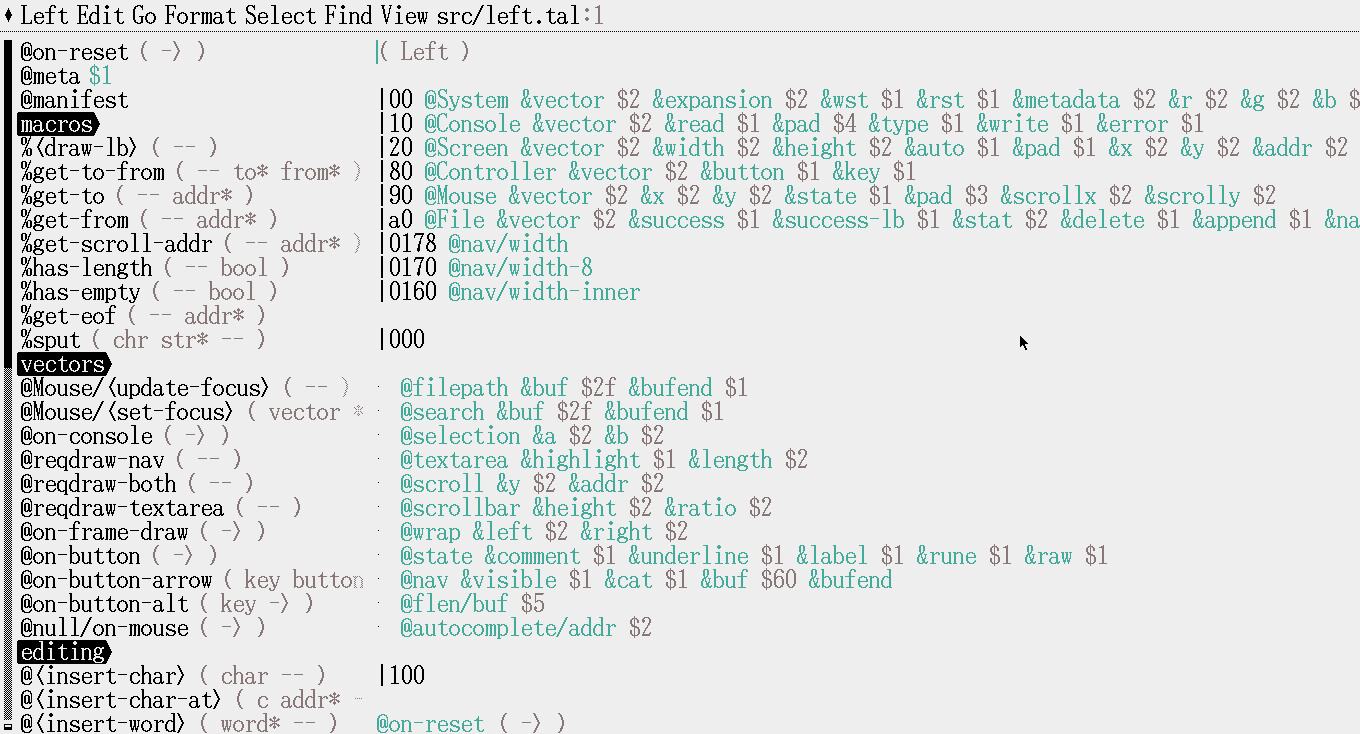 Left Edit Go Format Select Find View src/left.tal:1
@on-reset ( -> )
@meta $1
@manifest
macros
%<draw-lb> ( -- )
%get-to-from ( -- to* from* )
%get-to ( -- addr* )
%get-from ( -- addr* )
%get-scroll-addr ( -- addr* )
%has-length ( -- bool )
%has-empty ( -- bool )
%get-eof ( -- addr* )
%sput ( chr str* -- )
vectors
@Mouse/<update-focus> ( -- )
@Mouse/<set-focus> ( vector *
@on-console ( -> )
@reqdraw-nav ( -- )
@reqdraw-both ( -- )
@reqdraw-textarea ( -- )
@on-frame-draw ( -> )
@on-button ( -> )
@on-button-arrow ( key button
@on-button-alt ( key -> )
@null/on-mouse ( -> )
editing
@<insert-char> ( char -- )
@<insert-char-at> ( c addr* -
@<insert-word> ( word* -- )
( Left )
|00 @System &vector $2 &expansion $2 &wst $1 &rst $1 &metadata $2 &r $2 &g $2 &b $
|10 @Console &vector $2 &read $1 &pad $4 &type $1 &write $1 &error $1
|20 @Screen &vector $2 &width $2 &height $2 &auto $1 &pad $1 &x $2 &y $2 &addr $2
|80 @Controller &vector $2 &button $1 &key $1
|90 @Mouse &vector $2 &x $2 &y $2 &state $1 &pad $3 &scrollx $2 &scrolly $2
|a0 @File &vector $2 &success $1 &success-lb $1 &stat $2 &delete $1 &append $1 &na
|0178 @nav/width
|0170 @nav/width-8
|0160 @nav/width-inner
|000
@filepath &buf $2f &bufend $1
@search &buf $2f &bufend $1
@selection &a $2 &b $2
@textarea &highlight $1 &length $2
@scroll &y $2 &addr $2
@scrollbar &height $2 &ratio $2
@wrap &left $2 &right $2
@state &comment $1 &underline $1 &label $1 &rune $1 &raw $1
@nav &visible $1 &cat $1 &buf $60 &bufend
@flen/buf $5
@autocomplete/addr $2
|100
@on-reset ( -> )